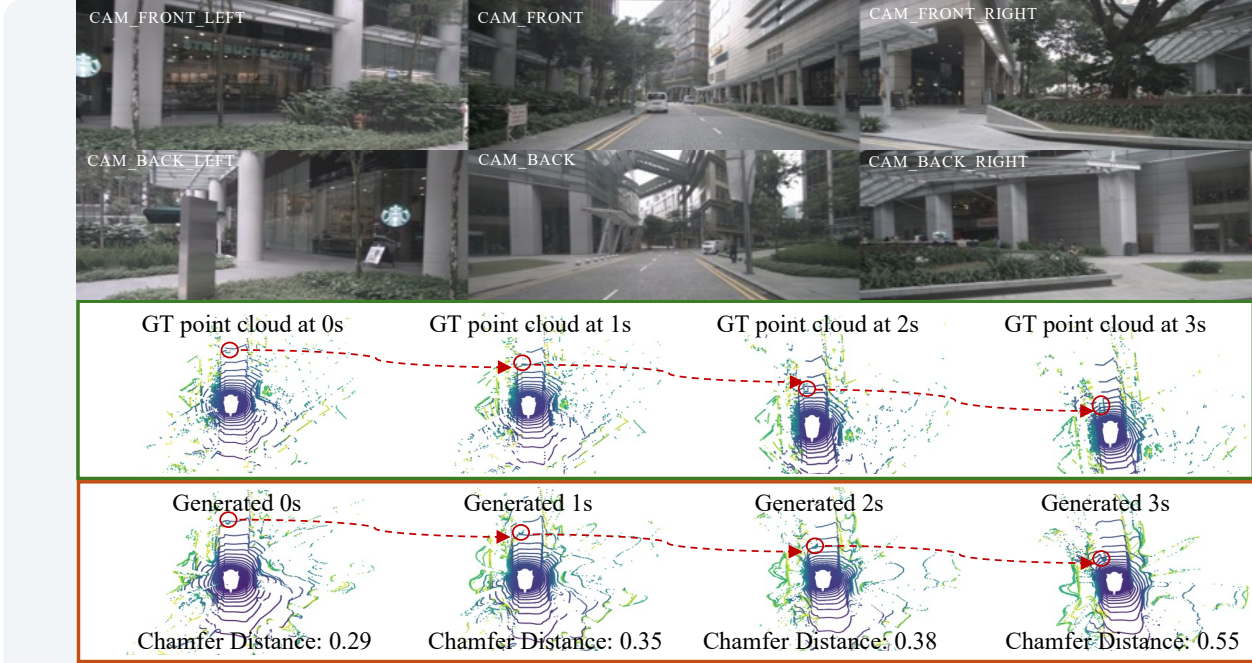 CAM_FRONT_LEFT
CAM_FRONT
CAM_FRONT_RIGHT
STARBUCKS COFFEE
CAM_BACK_LEFT
CAM_BACK
CAM_BACK_RIGHT
GT point cloud at 0s
GT point cloud at 1s
GT point cloud at 2s
GT point cloud at 3s
Generated 0s
Generated 1s
Generated 2s
Generated 3s
Chamfer Distance: 0.29
Chamfer Distance: 0.35
Chamfer Distance: 0.38
Chamfer Distance: 0.55